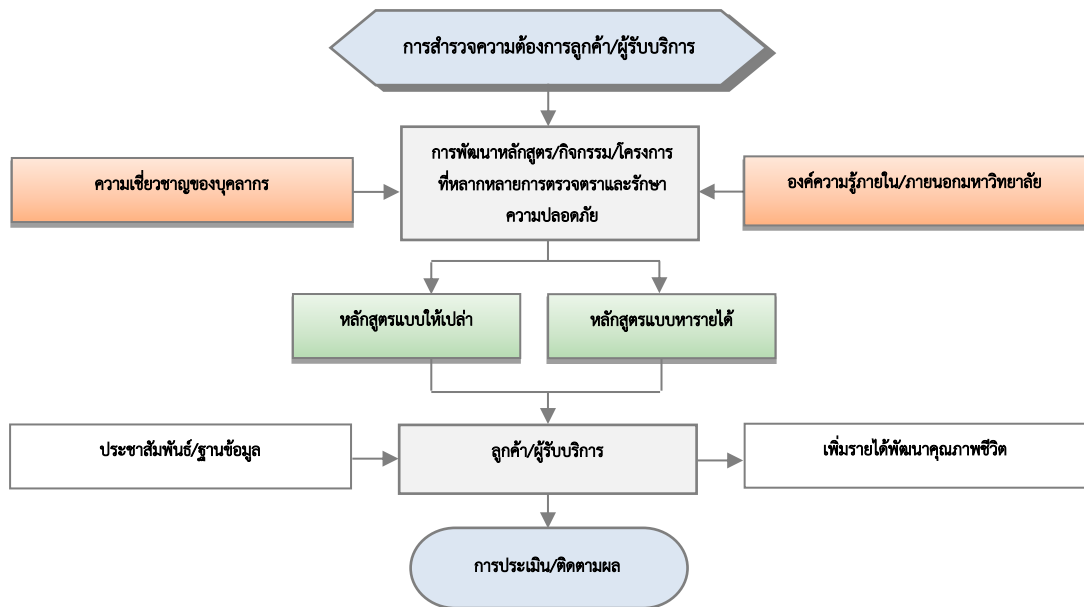 การสำรวจความต้องการลูกค้า/ผู้รับบริการ
การพัฒนาหลักสูตร/กิจกรรม/โครงการ
ที่หลากหลายการตรวจตราและรักษา
ความปลอดภัย
ความเชี่ยวชาญของบุคลากร
องค์ความรู้ภายใน/ภายนอกมหาวิทยาลัย
หลักสูตรแบบให้เปล่า
หลักสูตรแบบหารายได้
ประชาสัมพันธ์/ฐานข้อมูล
ลูกค้า/ผู้รับบริการ
เพิ่มรายได้พัฒนาคุณภาพชีวิต
การประเมิน/ติดตามผล